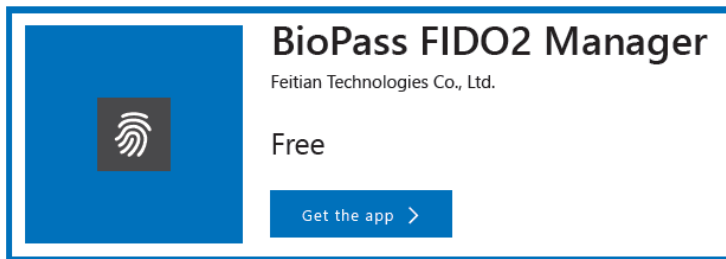 BioPass FIDO2 Manager
Feitian Technologies Co., Ltd.
Free
Get the app